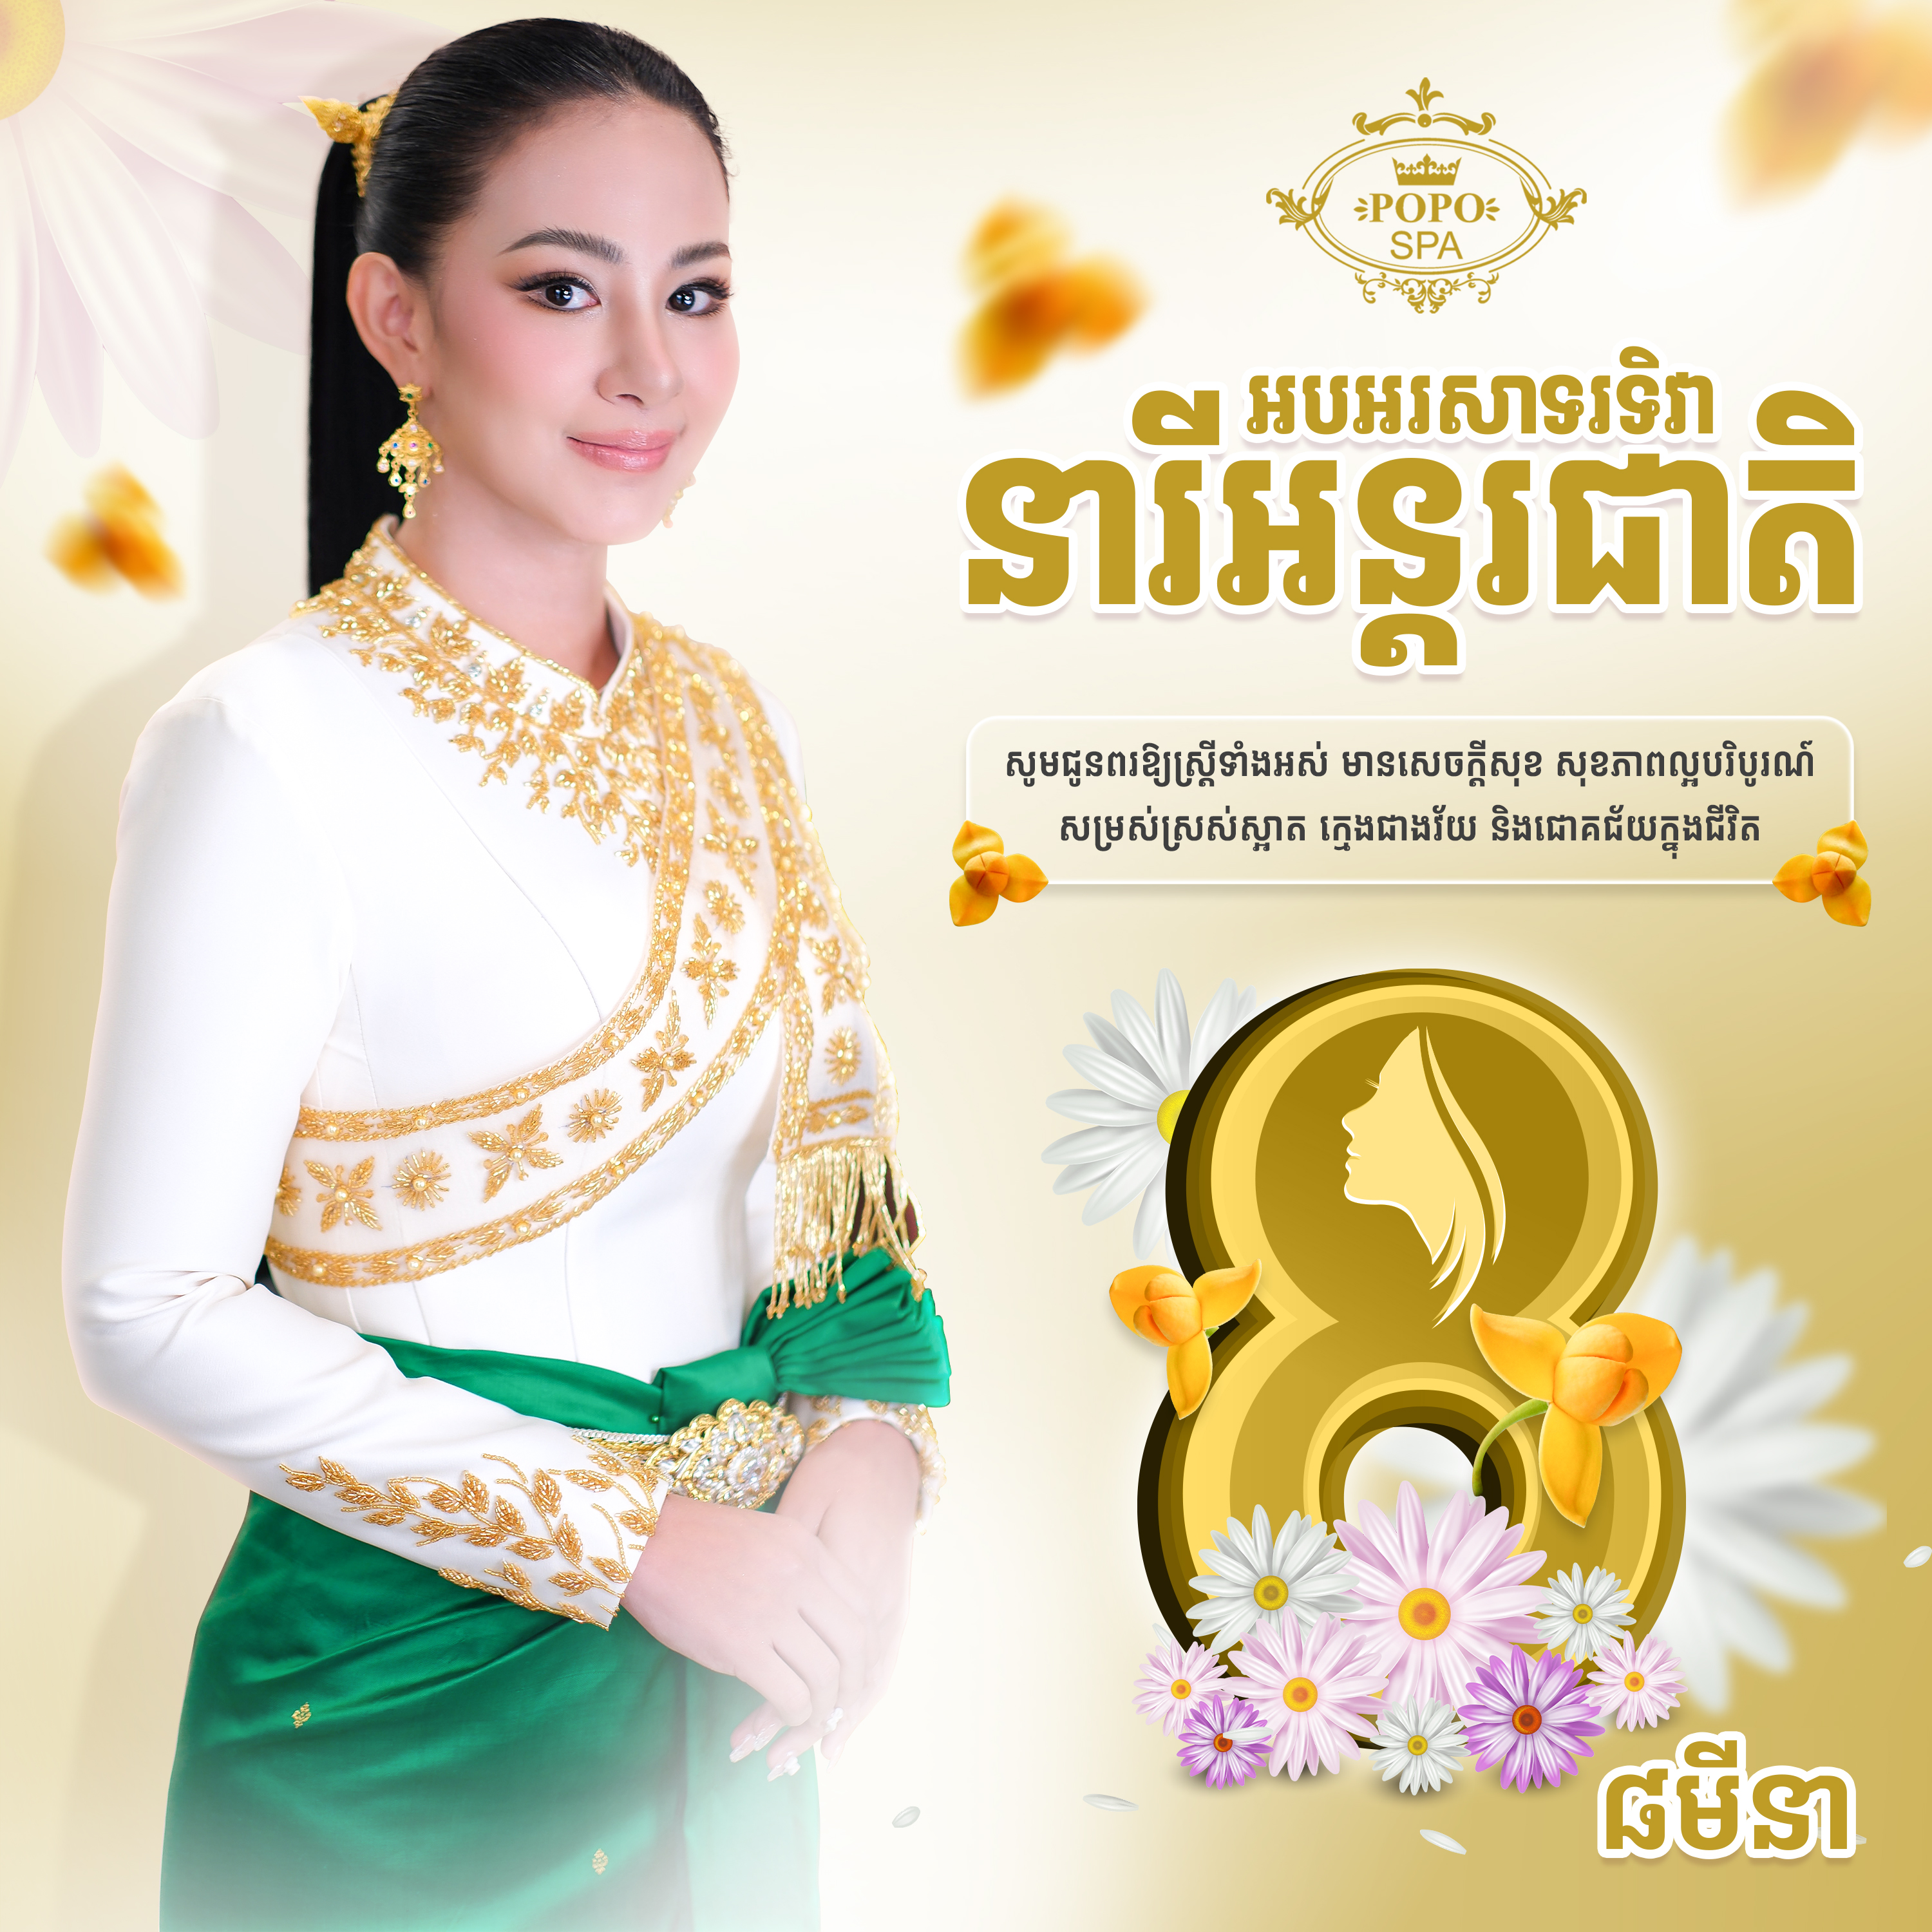 POPO
SPA
អបអរសាទរទិវា
នារីអន្តរជាតិ
សូមជូនពរឱ្យស្ត្រីទាំងអស់ មានសេចក្ដីសុខ សុខភាពល្អបរិបូរណ៍
សម្រស់ស្រស់ស្អាត ក្មេងជាងវ័យ និងជោគជ័យក្នុងជីវិត
8
៨មីនា